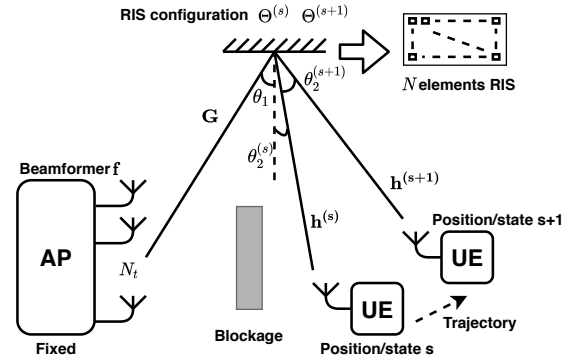 RIS configuration Θ^(s) Θ^(s+1)
N elements RIS
θ_1
θ_2^(s+1)
G
θ_2^(s)
h^(s+1)
Beamformer f
h^(s)
Position/state s+1
AP
N_t
UE
UE
Trajectory
Blockage
Fixed
Position/state s